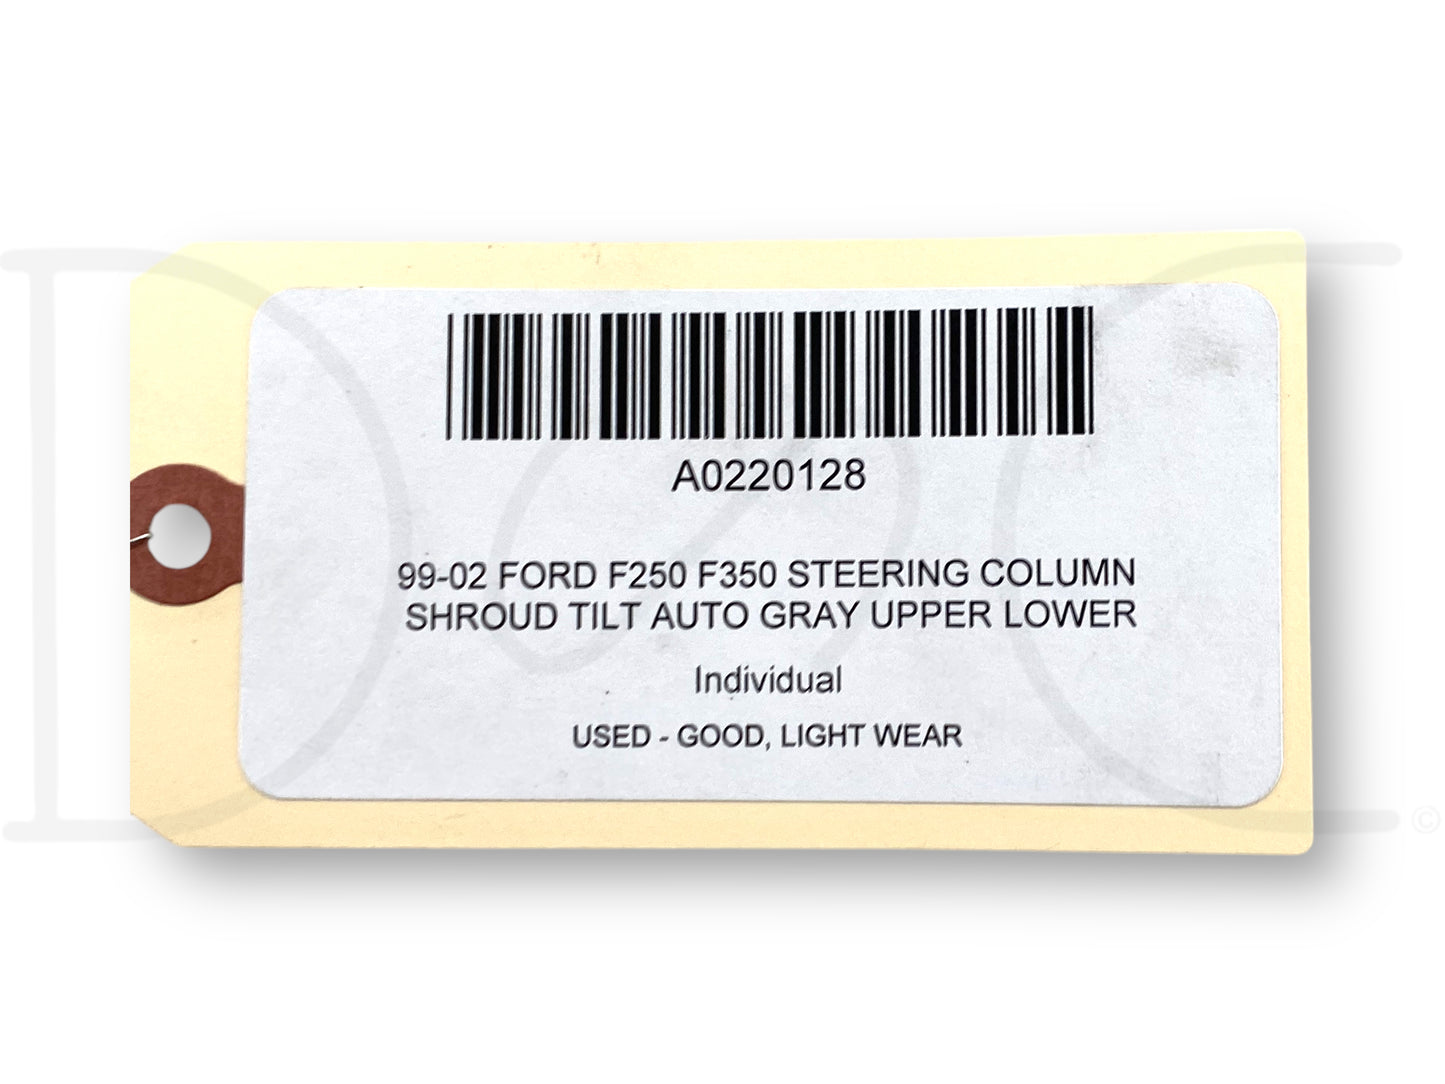 A0220128
99-02 FORD F250 F350 STEERING COLUMN
SHROUD TILT AUTO GRAY UPPER LOWER
Individual
USED - GOOD, LIGHT WEAR
D&C ©